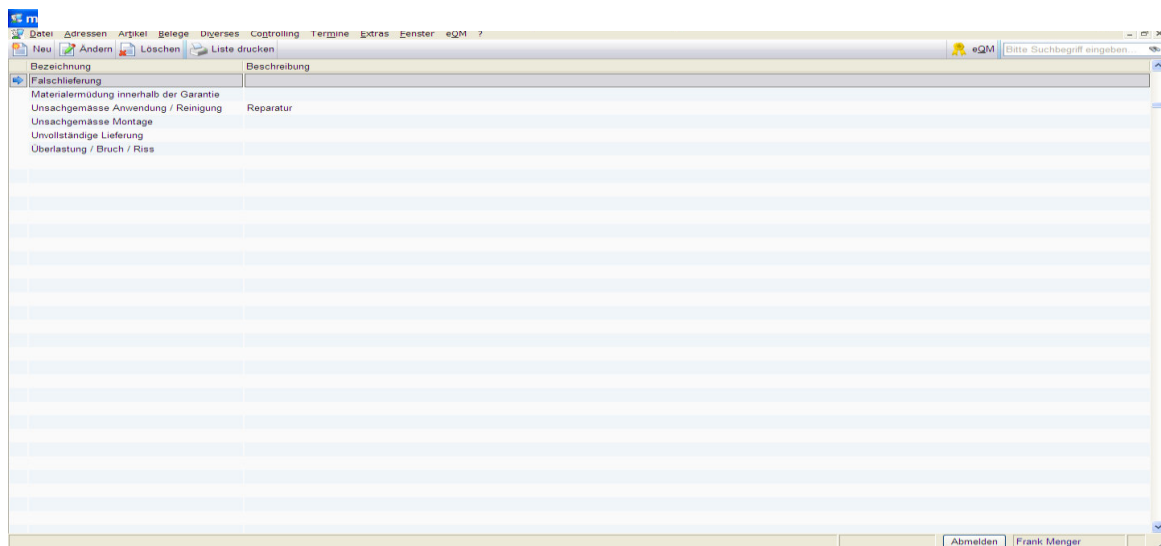 m
Datei Adressen Artikel Belege Diverses Controlling Termine Extras Fenster eQM ?
Neu Ändern Löschen Liste drucken eQM Bitte Suchbegriff eingeben...
Bezeichnung Beschreibung
Falschlieferung
Materialermüdung innerhalb der Garantie
Unsachgemässe Anwendung / Reinigung Reparatur
Unsachgemässe Montage
Unvollständige Lieferung
Überlastung / Bruch / Riss
Abmelden Frank Menger